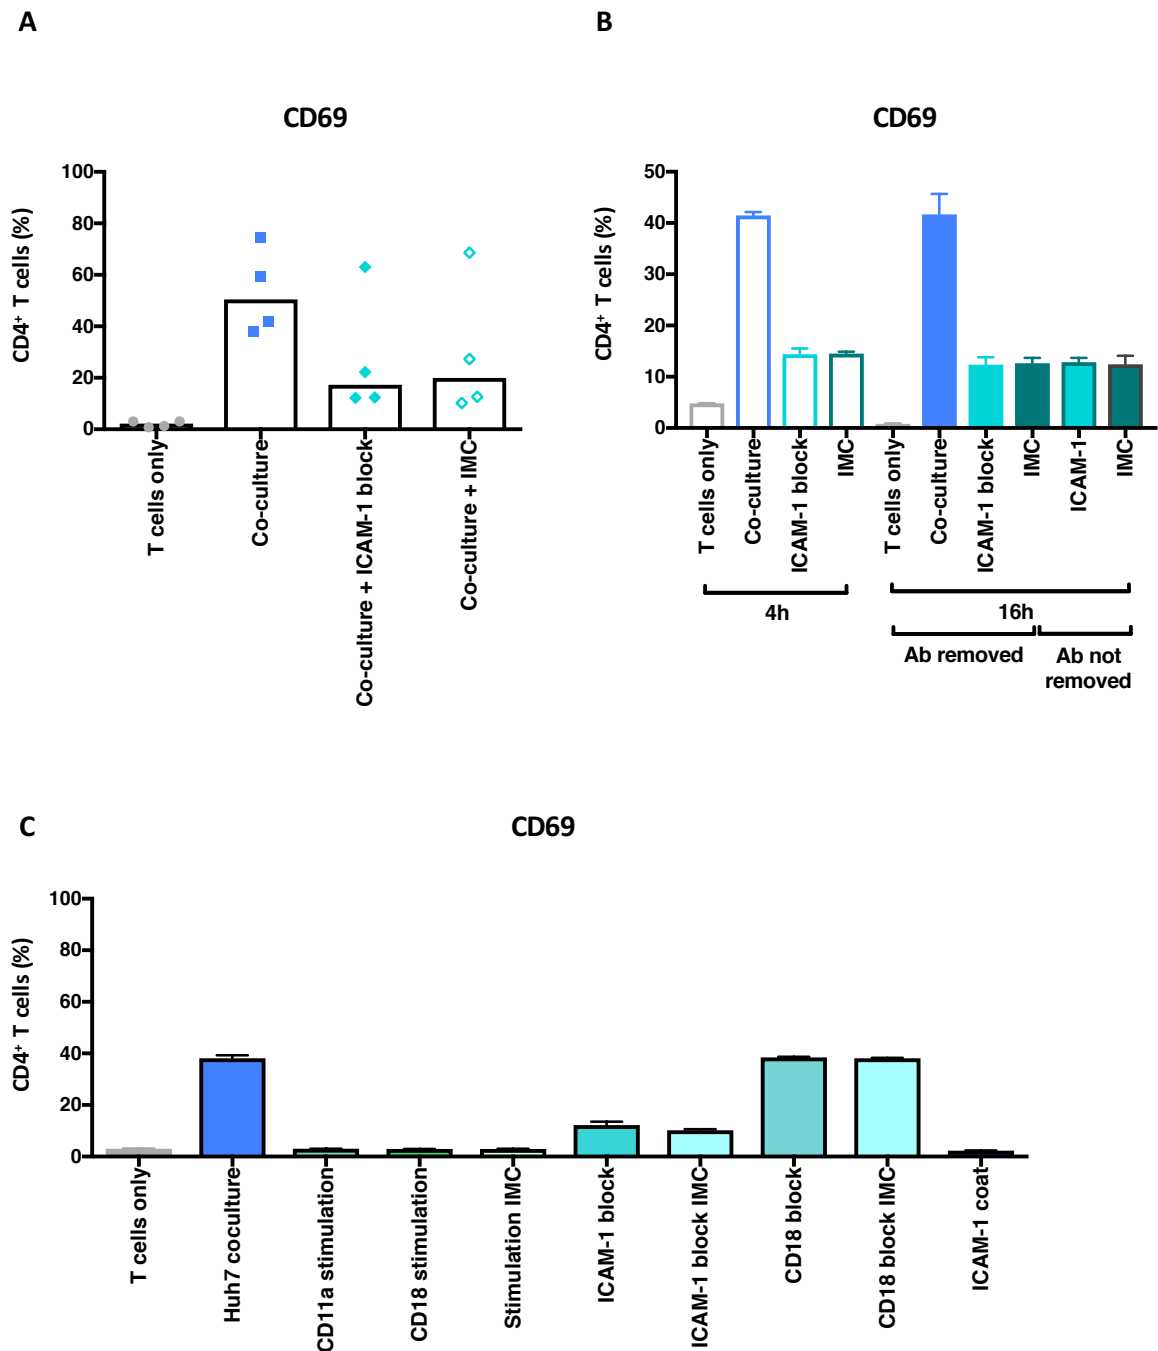 A
CD69
CD4+ T cells (%)
100
80
60
40
20
0
T cells only
Co-culture
Co-culture + ICAM-1 block
Co-culture + IMC
B
CD69
CD4+ T cells (%)
50
40
30
20
10
0
T cells only
Co-culture
ICAM-1 block
IMC
T cells only
Co-culture
ICAM-1 block
IMC
ICAM-1
IMC
4h
16h
Ab removed
Ab not
removed
C
CD69
CD4+ T cells (%)
100
80
60
40
20
0
T cells only
Huh7 coculture
CD11a stimulation
CD18 stimulation
Stimulation IMC
ICAM-1 block
ICAM-1 block IMC
CD18 block
CD18 block IMC
ICAM-1 coat